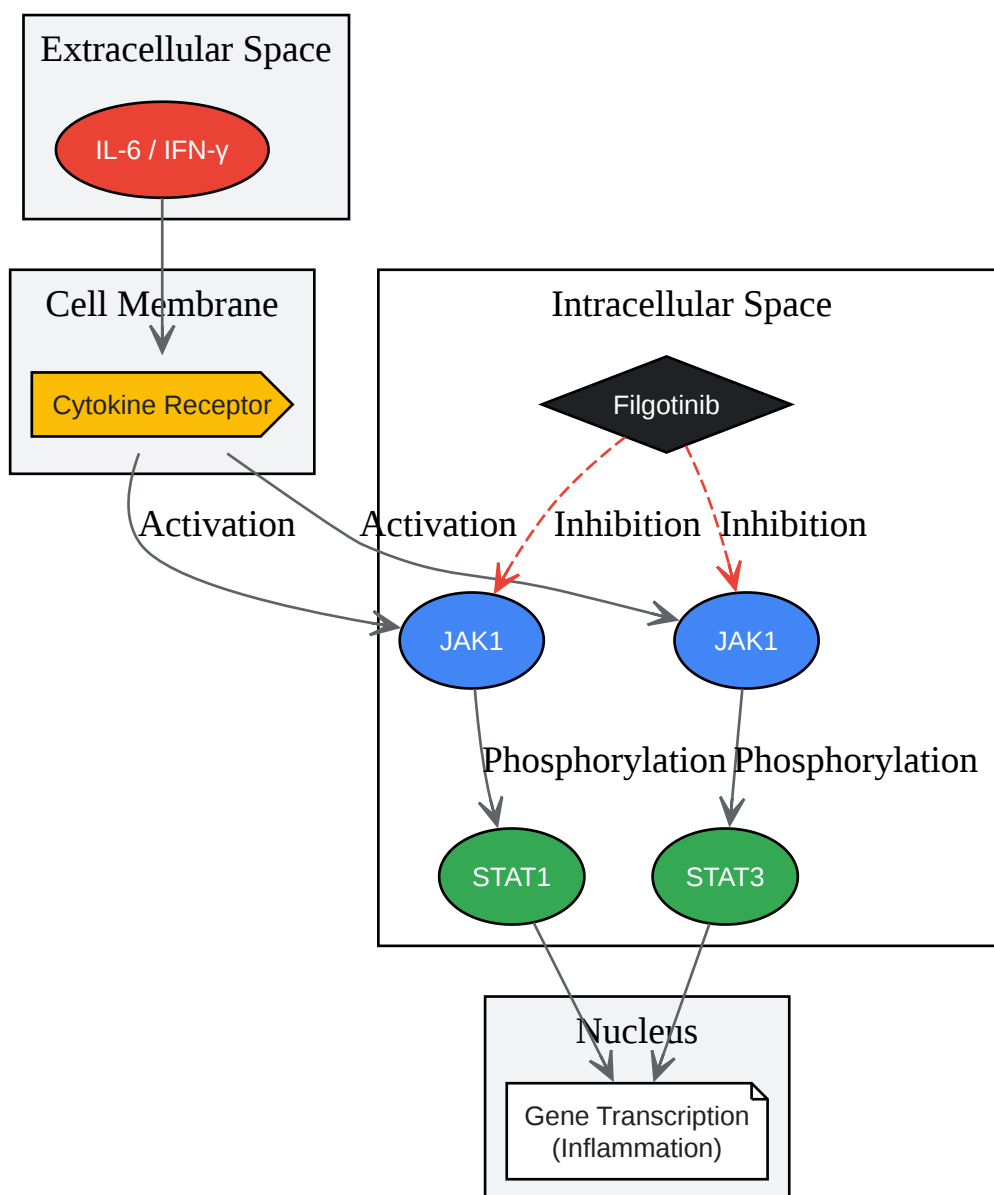 Extracellular Space
IL-6 / IFN-γ
Cell Membrane
Cytokine Receptor
Intracellular Space
Filgotinib
Activation
Activation
Inhibition
Inhibition
JAK1
JAK1
Phosphorylation
Phosphorylation
STAT1
STAT3
Nucleus
Gene Transcription
(Inflammation)